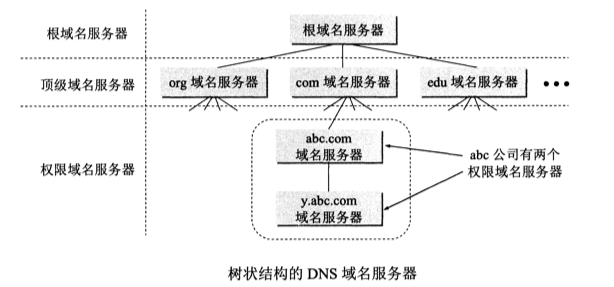 根域名服务器
根域名服务器
顶级域名服务器
org 域名服务器
com 域名服务器
edu 域名服务器
•••
权限域名服务器
abc.com
域名服务器
abc 公司有两个
权限域名服务器
y.abc.com
域名服务器
树状结构的 DNS 域名服务器